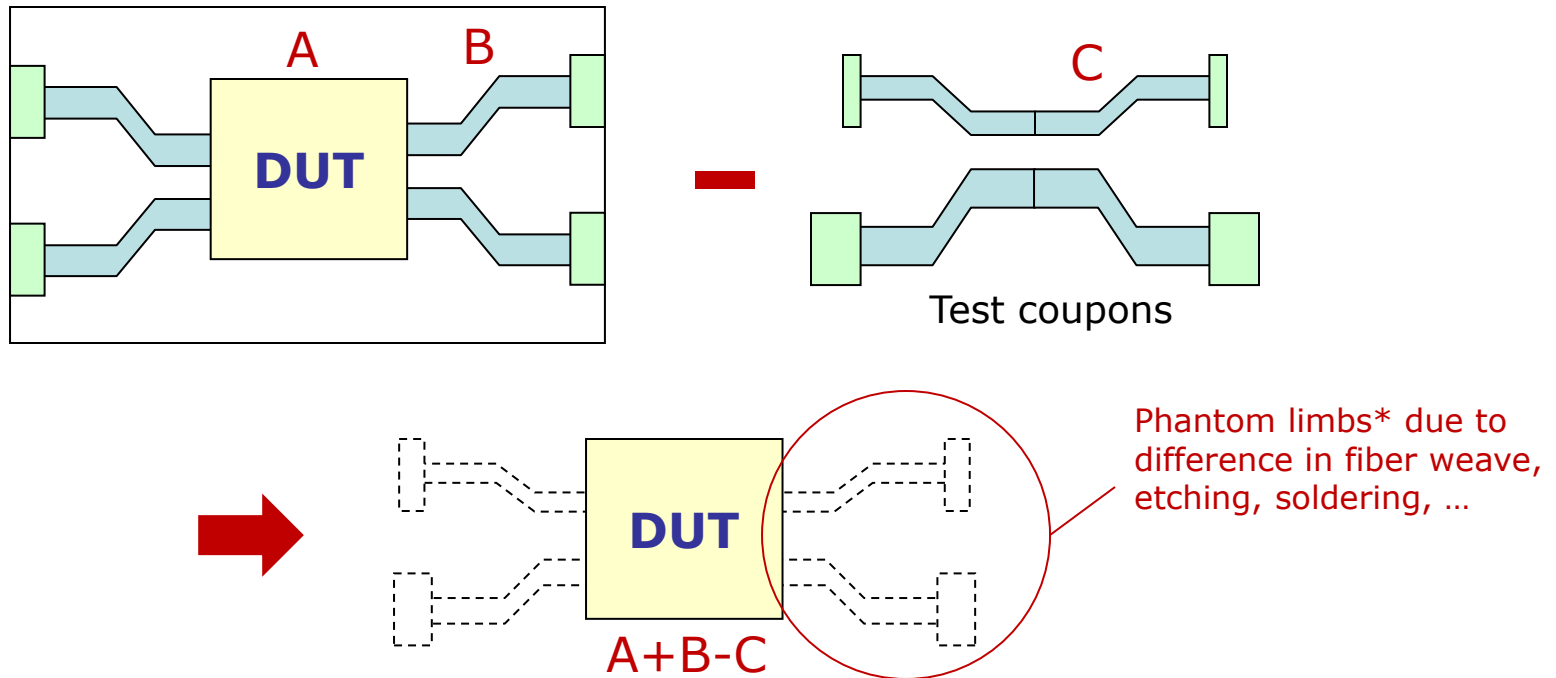 A
B
DUT
C
Test coupons
Phantom limbs* due to
difference in fiber weave,
etching, soldering, …
DUT
A+B-C